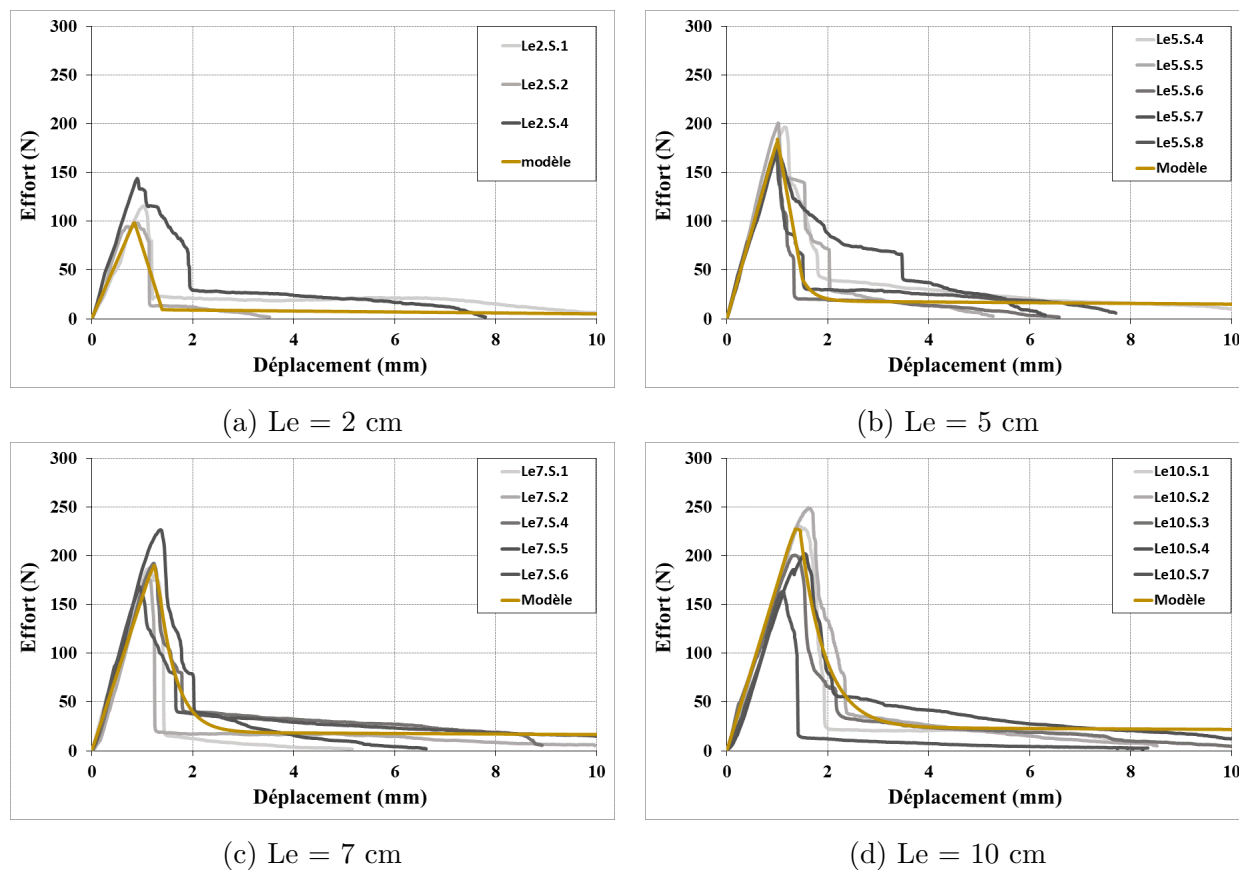 300
250
200
150
100
50
0
Effort (N)
0 2 4 6 8 10
Déplacement (mm)
Le2.S.1
Le2.S.2
Le2.S.4
modèle
(a) Le = 2 cm
300
250
200
150
100
50
0
Effort (N)
0 2 4 6 8 10
Déplacement (mm)
Le5.S.4
Le5.S.5
Le5.S.6
Le5.S.7
Le5.S.8
Modèle
(b) Le = 5 cm
300
250
200
150
100
50
0
Effort (N)
0 2 4 6 8 10
Déplacement (mm)
Le7.S.1
Le7.S.2
Le7.S.4
Le7.S.5
Le7.S.6
Modèle
(c) Le = 7 cm
300
250
200
150
100
50
0
Effort (N)
0 2 4 6 8 10
Déplacement (mm)
Le10.S.1
Le10.S.2
Le10.S.3
Le10.S.4
Le10.S.7
Modèle
(d) Le = 10 cm